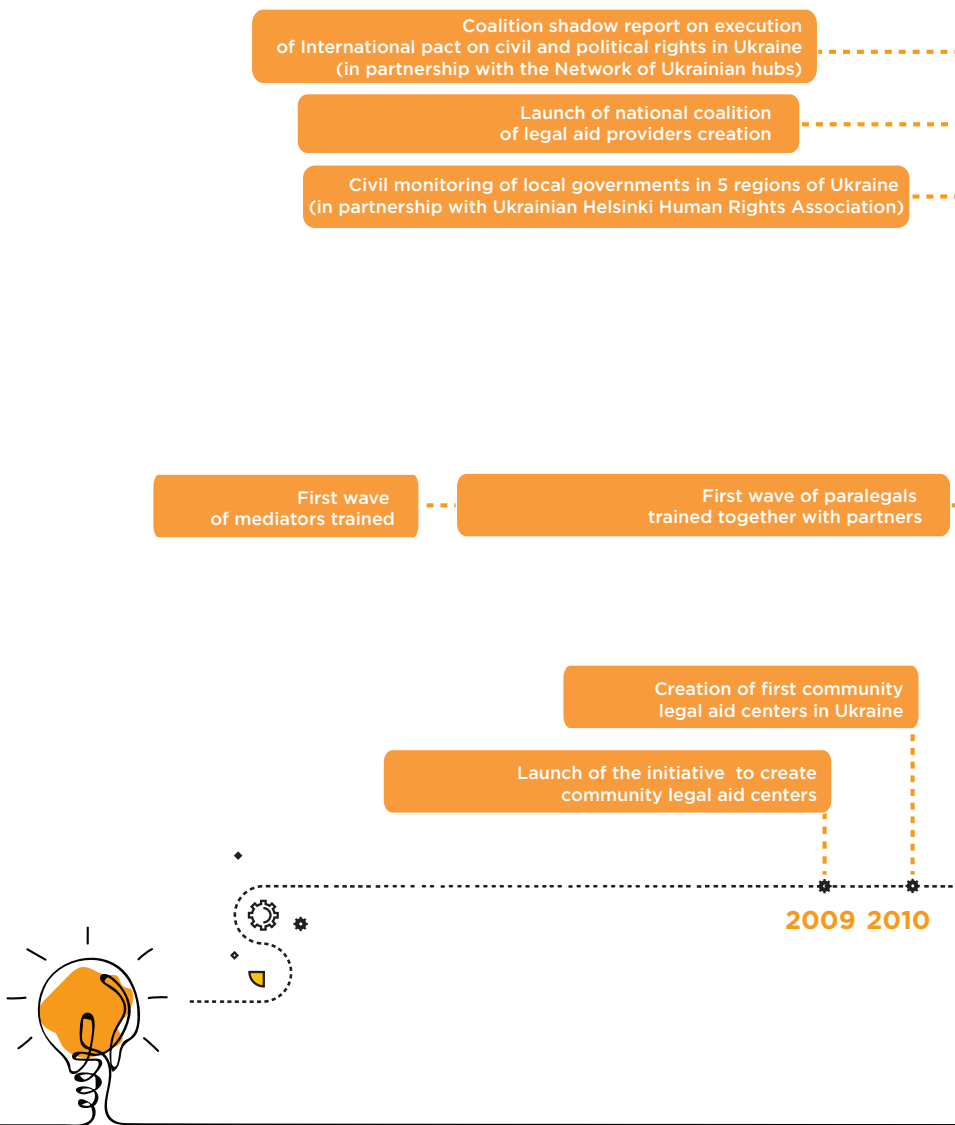 Coalition shadow report on execution
of International pact on civil and political rights in Ukraine
(in partnership with the Network of Ukrainian hubs)
Launch of national coalition
of legal aid providers creation
Civil monitoring of local governments in 5 regions of Ukraine
(in partnership with Ukrainian Helsinki Human Rights Association)
First wave
of mediators trained
First wave of paralegals
trained together with partners
Creation of first community
legal aid centers in Ukraine
Launch of the initiative to create
community legal aid centers
2009 2010